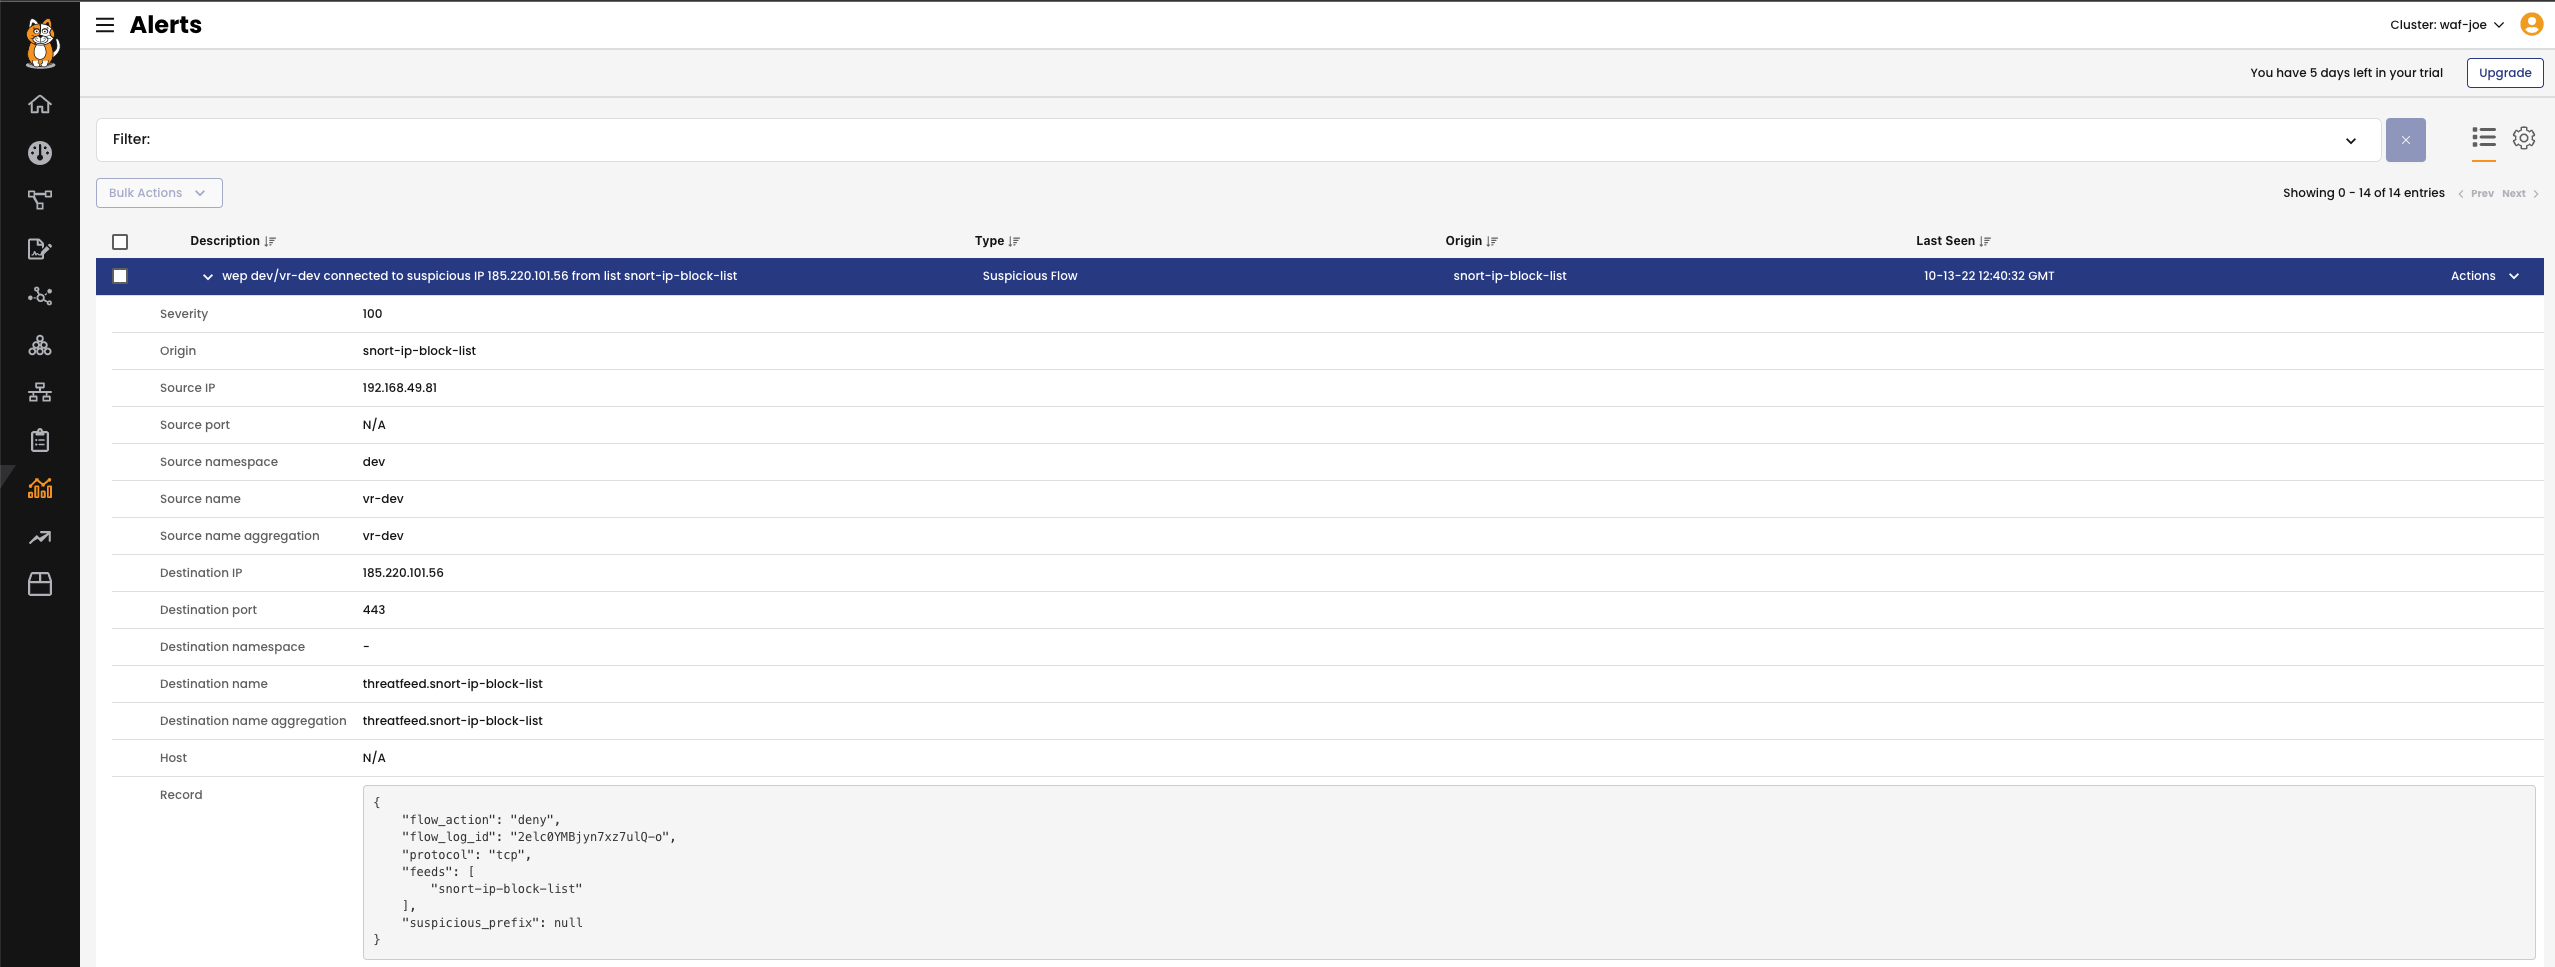 Alerts
Cluster: waf-joe
You have 5 days left in your trial
Upgrade
Filter:
Bulk Actions
Showing 0 - 14 of 14 entries
Prev Next
Description Type Origin Last Seen
wep dev/vr-dev connected to suspicious IP 185.220.101.56 from list snort-ip-block-list Suspicious Flow snort-ip-block-list 10-13-22 12:40:32 GMT Actions
Severity 100
Origin snort-ip-block-list
Source IP 192.168.49.81
Source port N/A
Source namespace dev
Source name vr-dev
Source name aggregation vr-dev
Destination IP 185.220.101.56
Destination port 443
Destination namespace -
Destination name threatfeed.snort-ip-block-list
Destination name aggregation threatfeed.snort-ip-block-list
Host N/A
Record
{
"flow_action": "deny",
"flow_log_id": "2elc0YMBjyn7xz7ulQ-o",
"protocol": "tcp",
"feeds": [
"snort-ip-block-list"
],
"suspicious_prefix": null
}